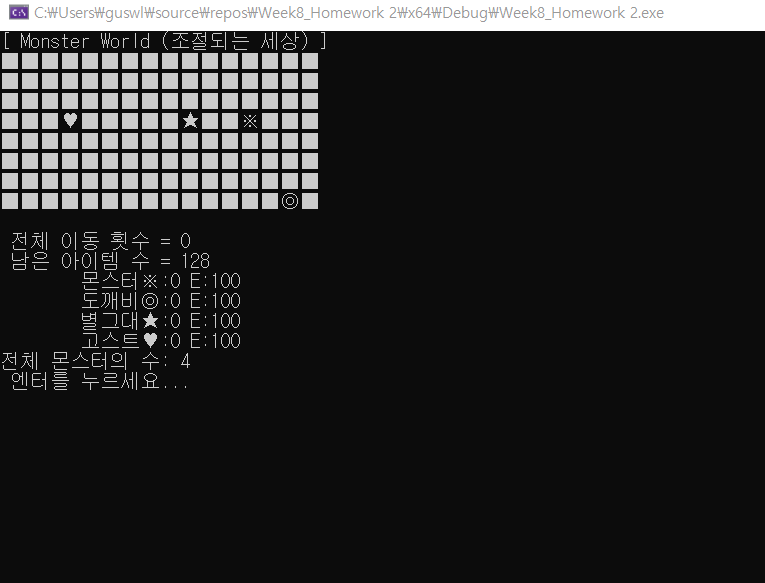 C:\Users\guswl\source\repos\Week8_Homework 2\x64\Debug\Week8_Homework 2.exe
[ Monster World (조절되는 세상) ]
■■■■■■■■■■■■■■■■
■■■■■■■■■■■■■■■■
■■■■■■■■■■■■■■■■
■■■♥■■■■■★■■※■■■
■■■■■■■■■■■■■■■■
■■■■■■■■■■■■■■■■
■■■■■■■■■■■■■■■■
■■■■■■■■■■■■■■◎■
전체 이동 횟수 = 0
남은 아이템 수 = 128
몬스터※:0 E:100
도깨비◎:0 E:100
별그대★:0 E:100
고스트♥:0 E:100
전체 몬스터의 수: 4
엔터를 누르세요...